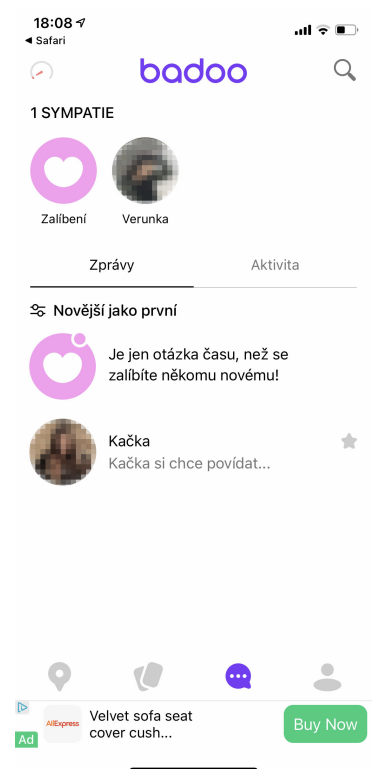 18:08
Safari
badoo
1 SYMPATIE
Zalíbení
Verunka
Zprávy
Aktivita
Novější jako první
Je jen otázka času, než se
zalíbíte někomu novému!
Kačka
Kačka si chce povídat...
AliExpress
Velvet sofa seat
cover cush...
Buy Now
Ad